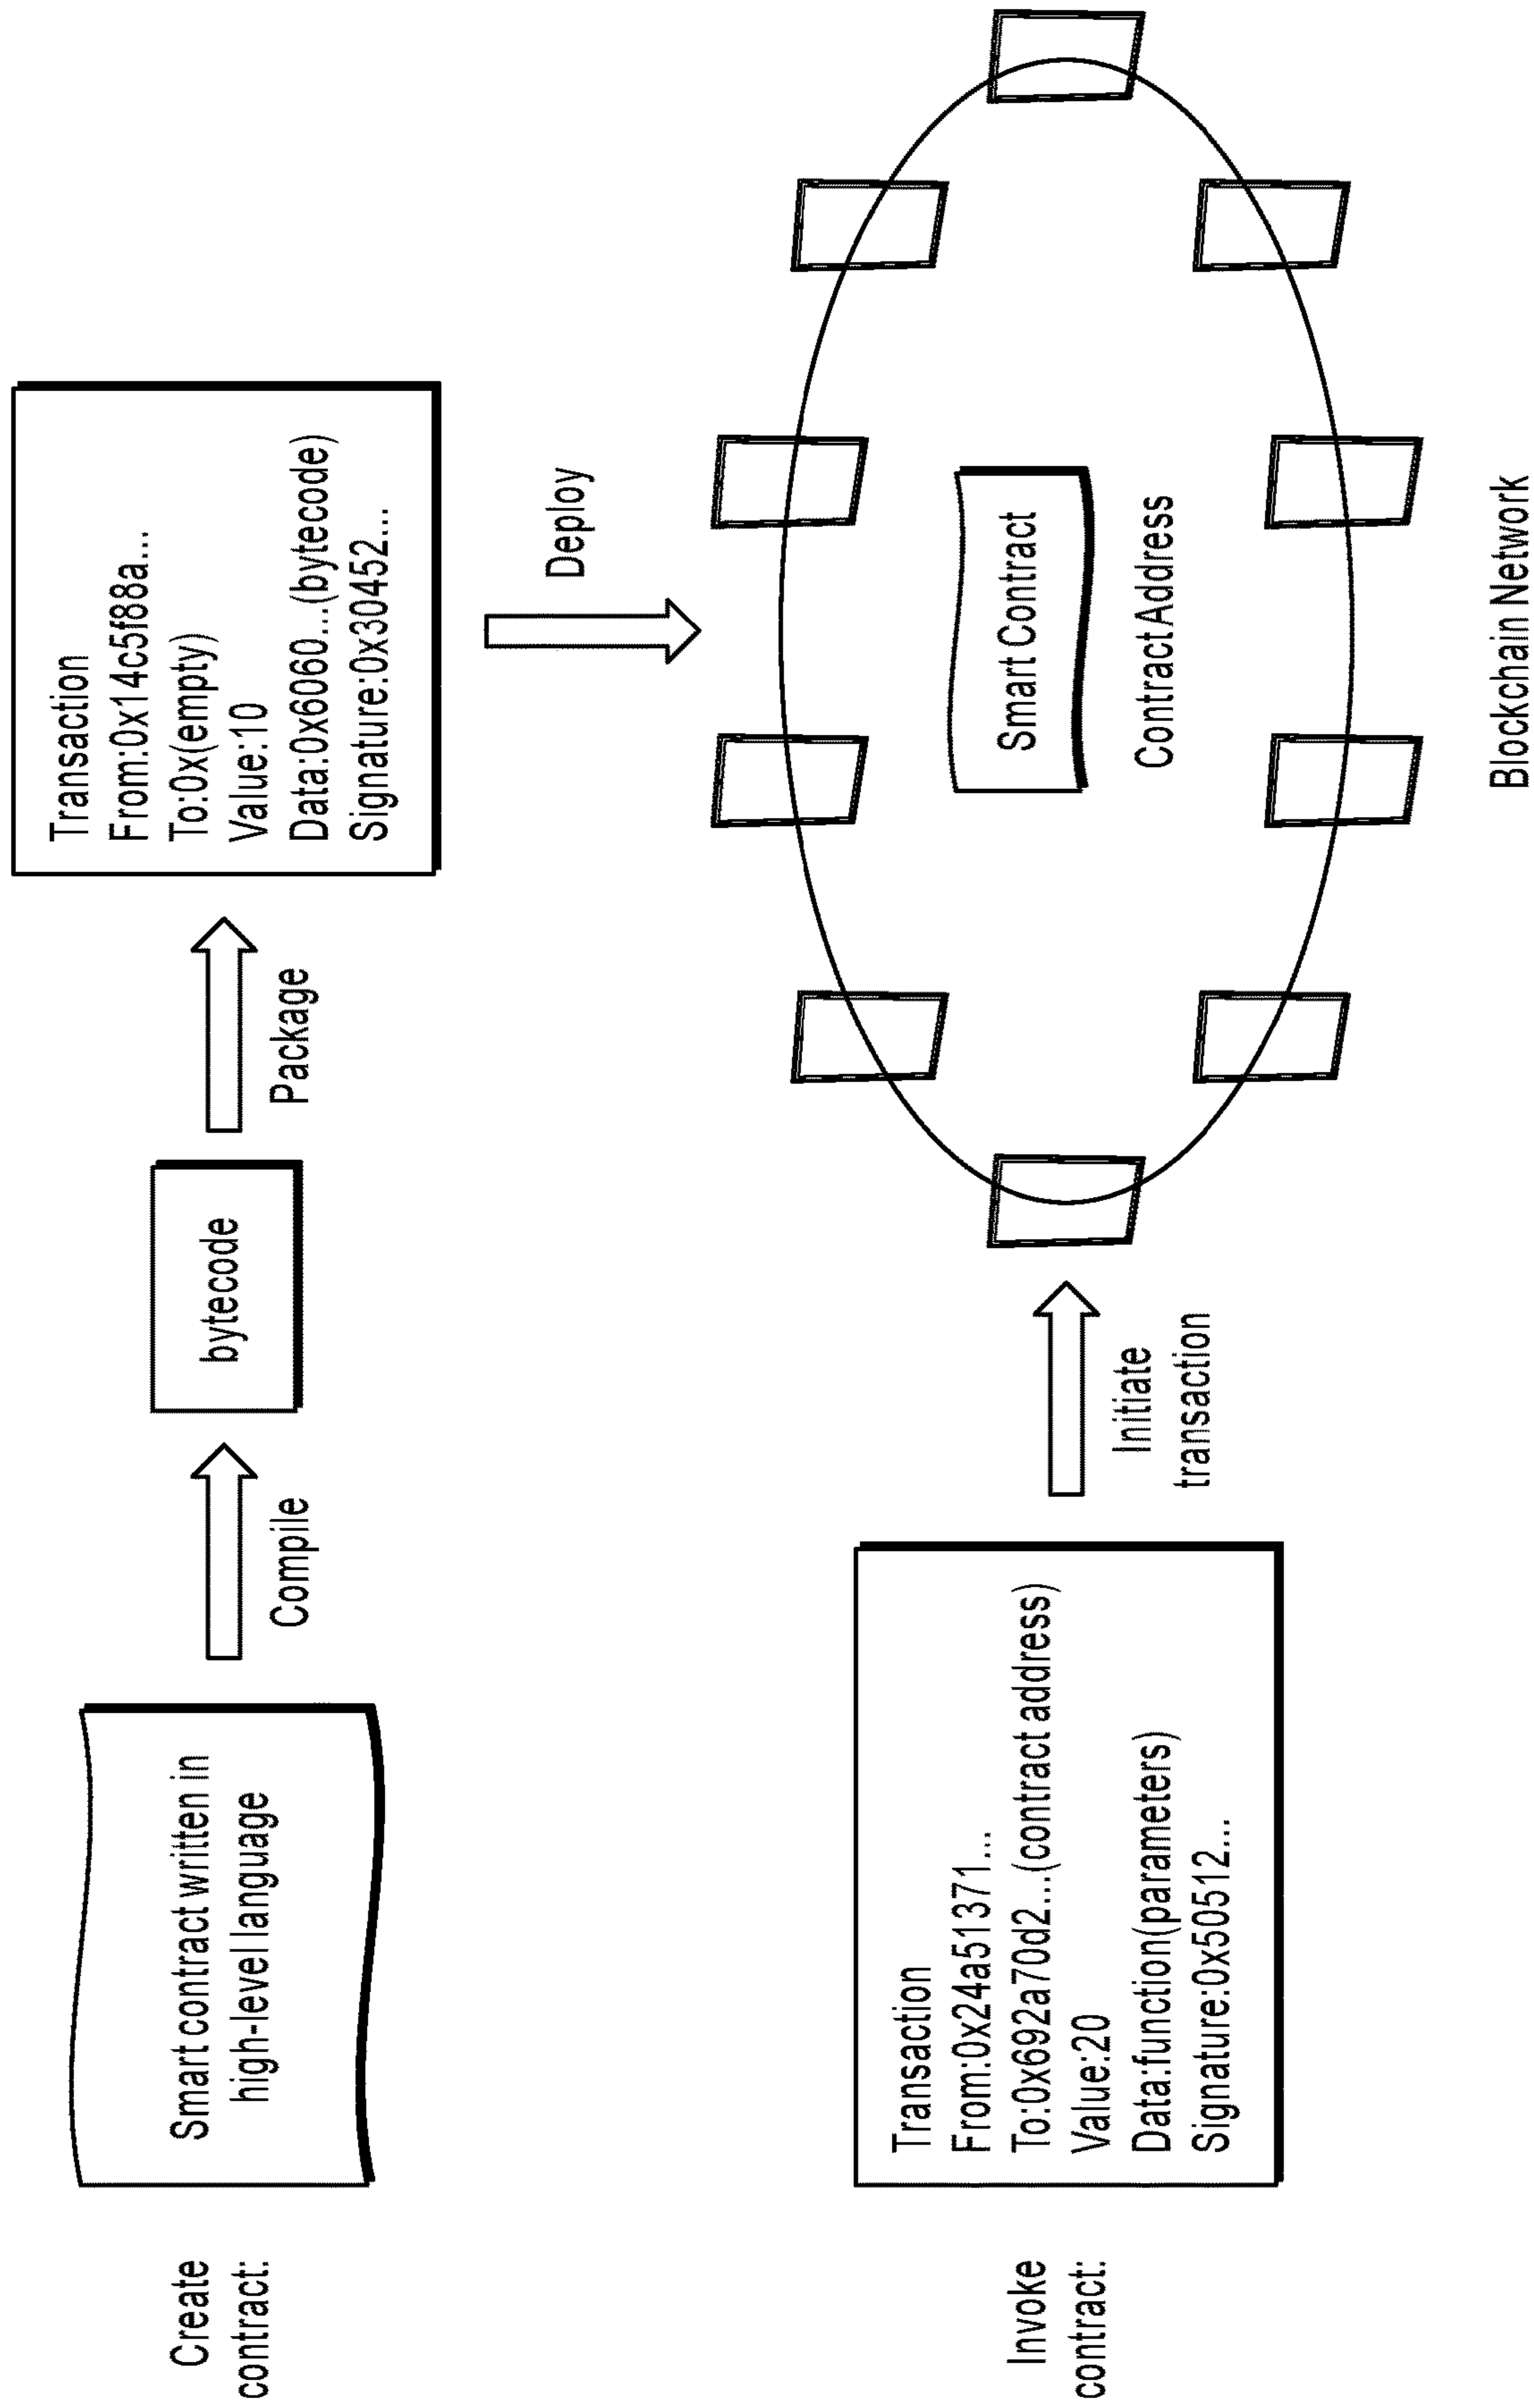 Create
contract:
Smart contract written in
high-level language
Compile
bytecode
Package
Transaction
From:0x14c5f88a...
To:0x(empty)
Value:10
Data:0x6060...(bytecode)
Signature:0x30452...
Deploy
Invoke
contract:
Transaction
From:0x24a51371...
To:0x692a70d2...(contract address)
Value:20
Data:function(parameters)
Signature:0x50512...
Initiate
transaction
Smart Contract
Contract Address
Blockchain Network